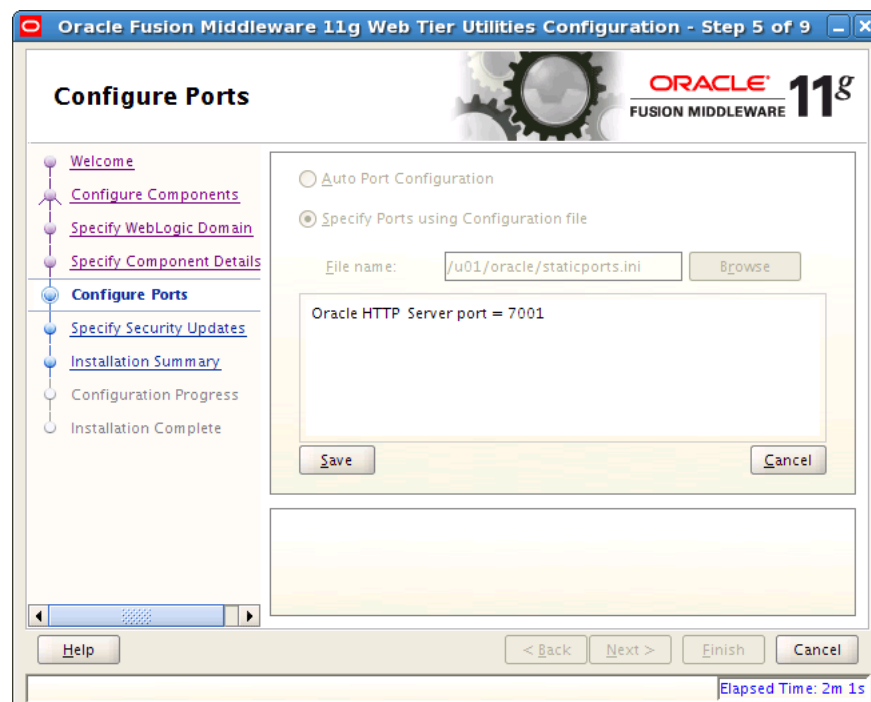 Oracle Fusion Middleware 11g Web Tier Utilities Configuration - Step 5 of 9
Configure Ports
ORACLE
FUSION MIDDLEWARE
11g
Welcome
Configure Components
Specify WebLogic Domain
Specify Component Details
Configure Ports
Specify Security Updates
Installation Summary
Configuration Progress
Installation Complete
Auto Port Configuration
Specify Ports using Configuration file
File name: /u01/oracle/staticports.ini Browse
Oracle HTTP Server port = 7001
Save Cancel
Help < Back Next > Finish Cancel
Elapsed Time: 2m 1s